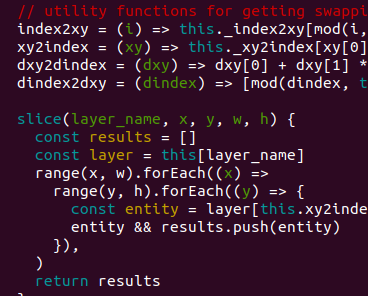 // utility functions for getting swappi
index2xy = (i) => this._index2xy[mod(i,
xy2index = (xy) => this._xy2index[xy[0]
dxy2dindex = (dxy) => dxy[0] + dxy[1] *
dindex2dxy = (dindex) => [mod(dindex, t
slice(layer_name, x, y, w, h) {
const results = []
const layer = this[layer_name]
range(x, w).forEach((x) =>
range(y, h).forEach((y) => {
const entity = layer[this.xy2inde
entity && results.push(entity)
}),
)
return results